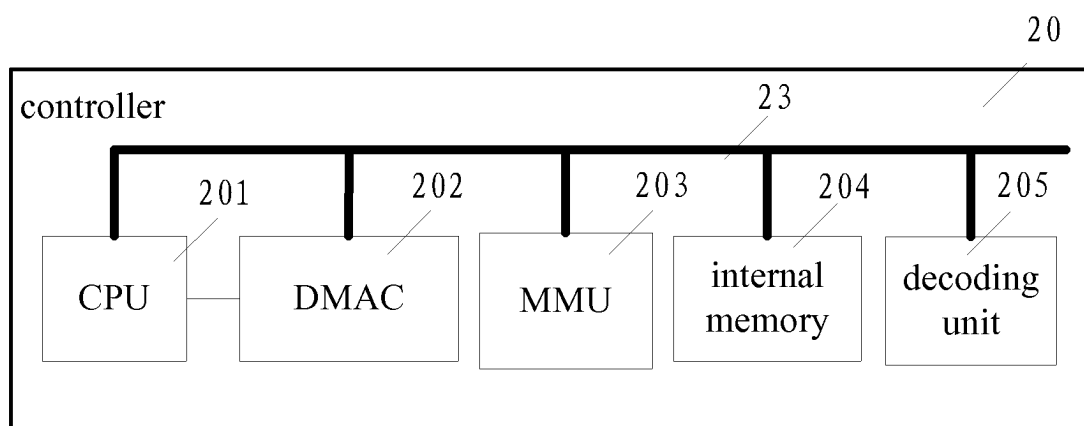 20
controller
23
201
202
203
204
205
CPU
DMAC
MMU
internal
memory
decoding
unit